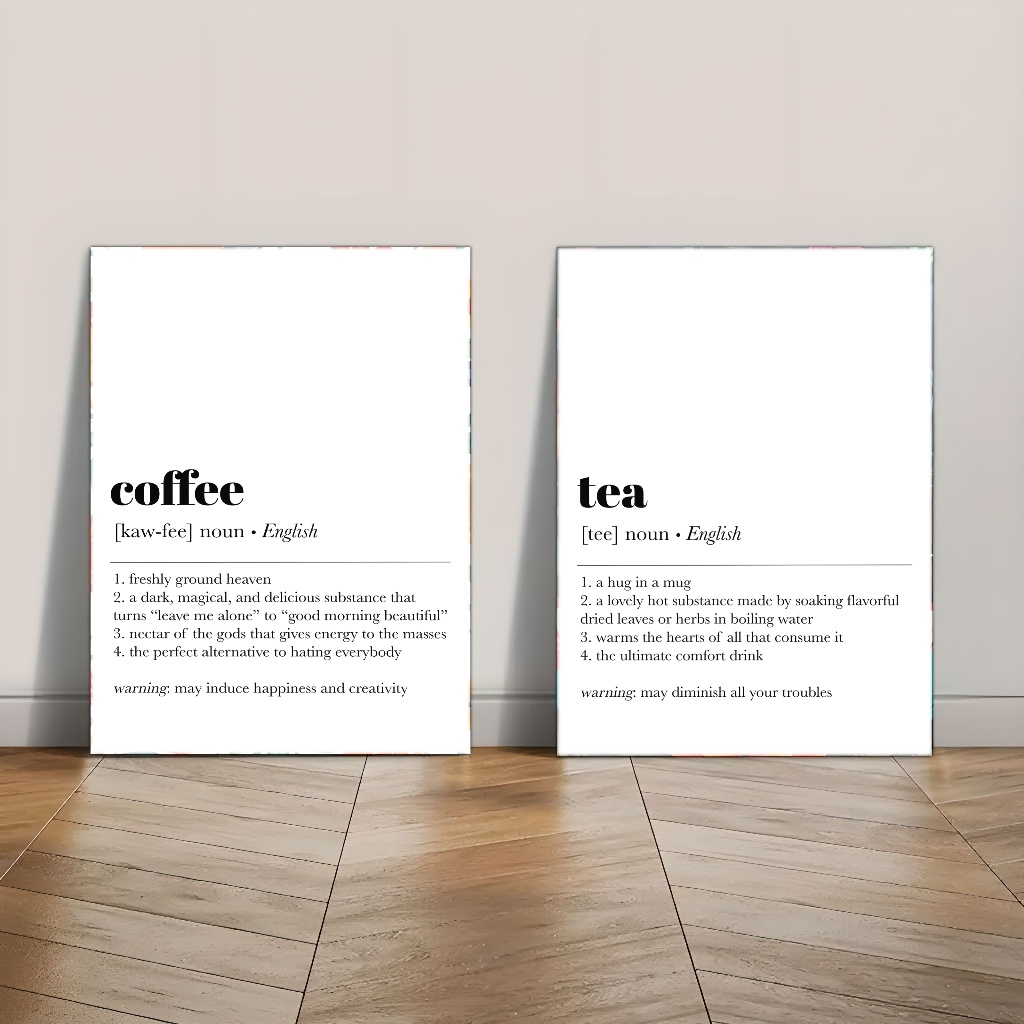 coffee
[kaw-fee] noun • English
1. freshly ground heaven
2. a dark, magical, and delicious substance that
turns “leave me alone” to “good morning beautiful”
3. nectar of the gods that gives energy to the masses
4. the perfect alternative to hating everybody
warning: may induce happiness and creativity
tea
[tee] noun • English
1. a hug in a mug
2. a lovely hot substance made by soaking flavorful
dried leaves or herbs in boiling water
3. warms the hearts of all that consume it
4. the ultimate comfort drink
warning: may diminish all your troubles